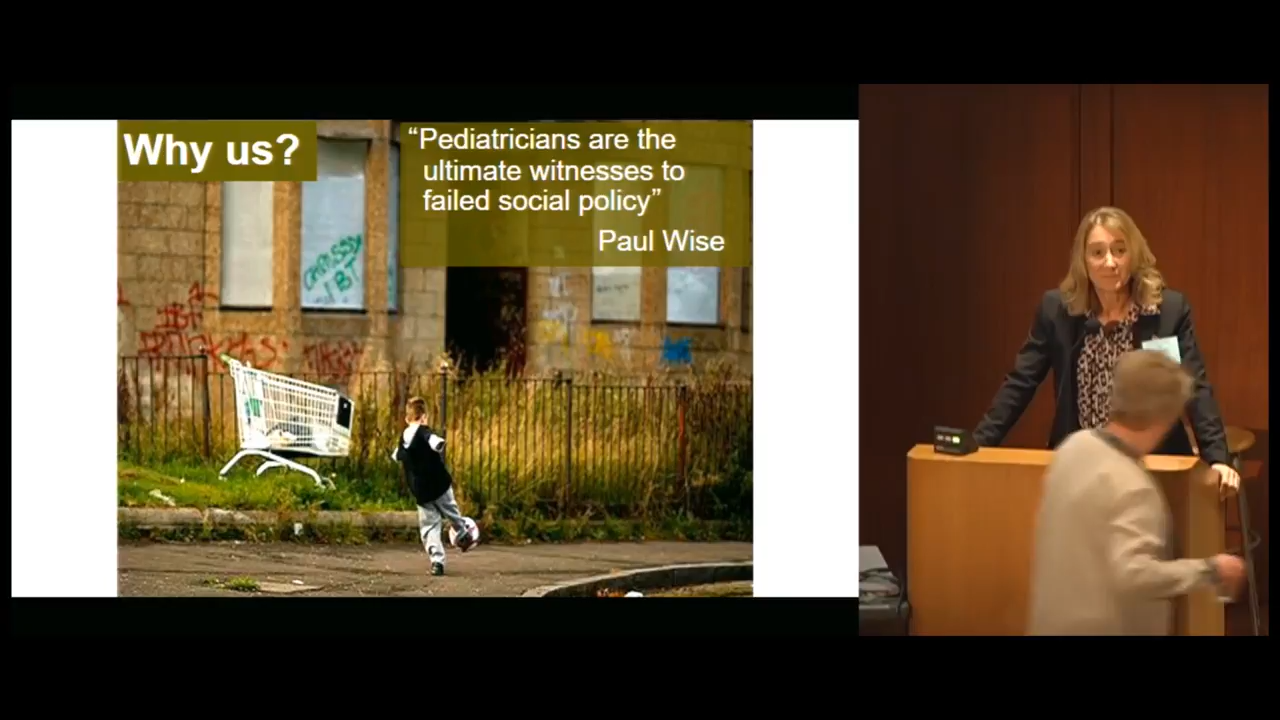 Why us?
“Pediatricians are the
ultimate witnesses to
failed social policy”
Paul Wise